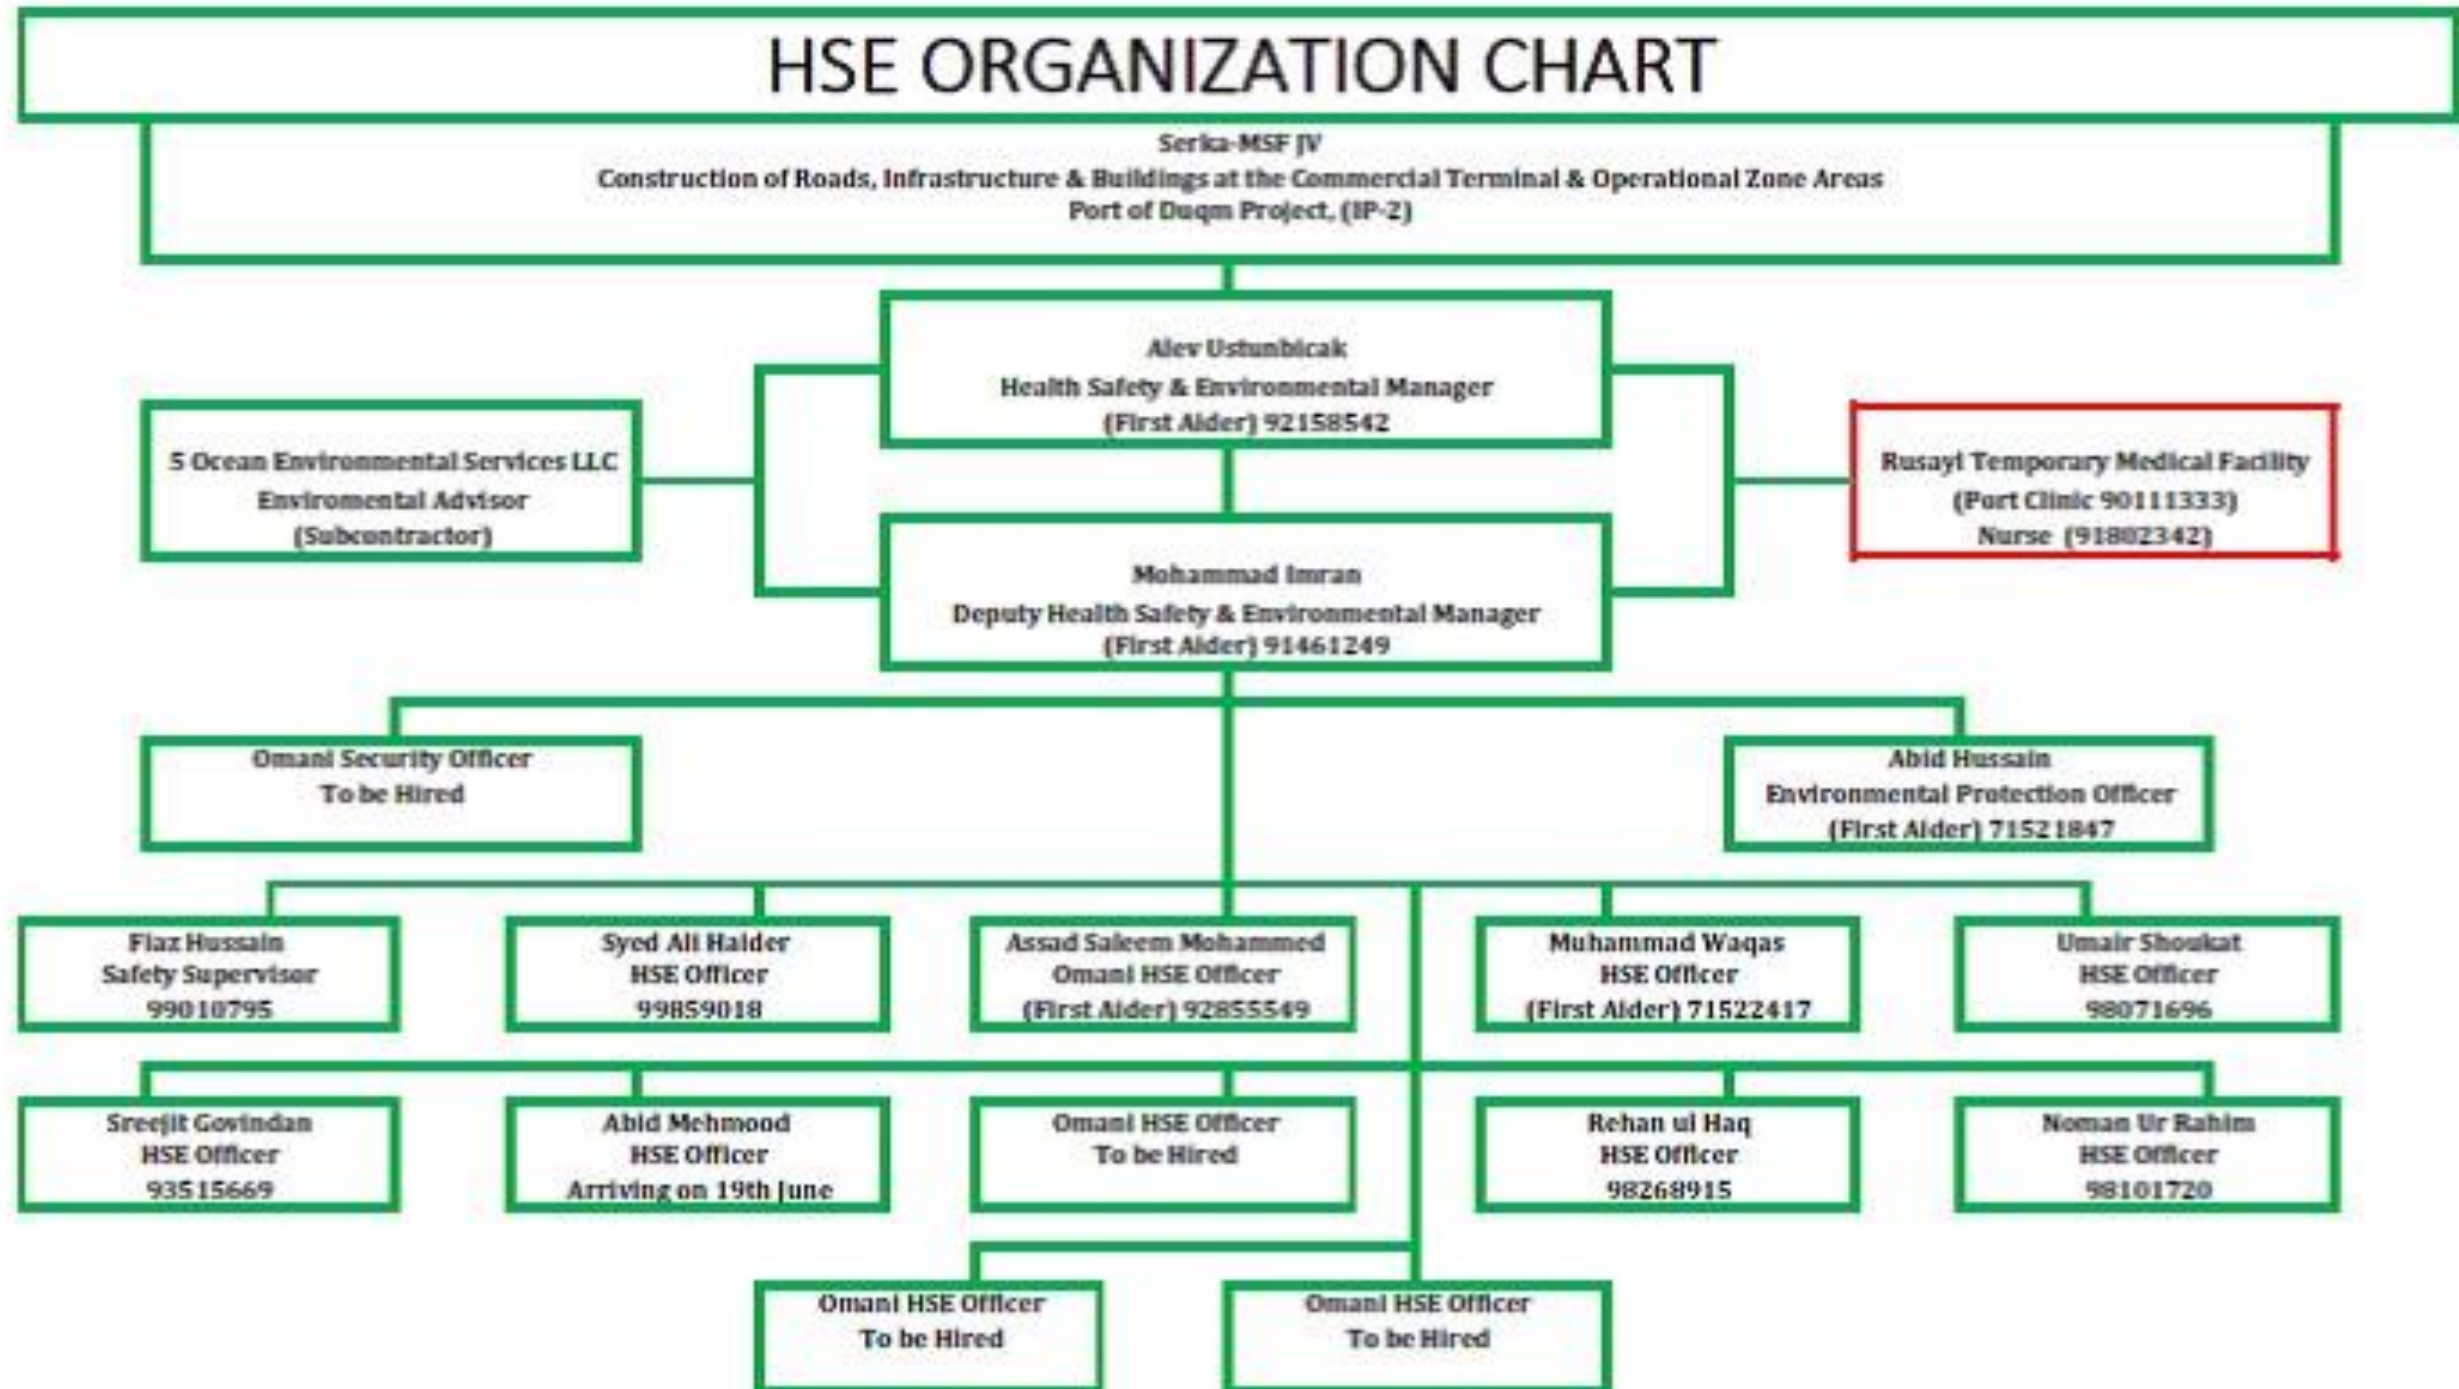 HSE ORGANIZATION CHART
Serka-MSF JV
Construction of Roads, Infrastructure & Buildings at the Commercial Terminal & Operational Zone Areas
Port of Duqm Project, (IP-2)
Alev Ustunbicak
Health Safety & Environmental Manager
(First Aider) 92158542
5 Ocean Environmental Services LLC
Enviromental Advisor
(Subcontractor)
Rusayl Temporary Medical Facility
(Port Clinic 90111333)
Nurse (91802342)
Mohammad Imran
Deputy Health Safety & Environmental Manager
(First Aider) 91461249
Omani Security Officer
To be Hired
Abid Hussain
Environmental Protection Officer
(First Aider) 71521847
Fiaz Hussain
Safety Supervisor
99010795
Syed Ali Haider
HSE Officer
99859018
Assad Saleem Mohammed
Omani HSE Officer
(First Aider) 92855549
Muhammad Waqas
HSE Officer
(First Aider) 71522417
Umair Shoukat
HSE Officer
98071696
Sreejit Govindan
HSE Officer
93515669
Abid Mehmood
HSE Officer
Arriving on 19th June
Omani HSE Officer
To be Hired
Rehan ul Haq
HSE Officer
98268915
Noman Ur Rahim
HSE Officer
98101720
Omani HSE Officer
To be Hired
Omani HSE Officer
To be Hired